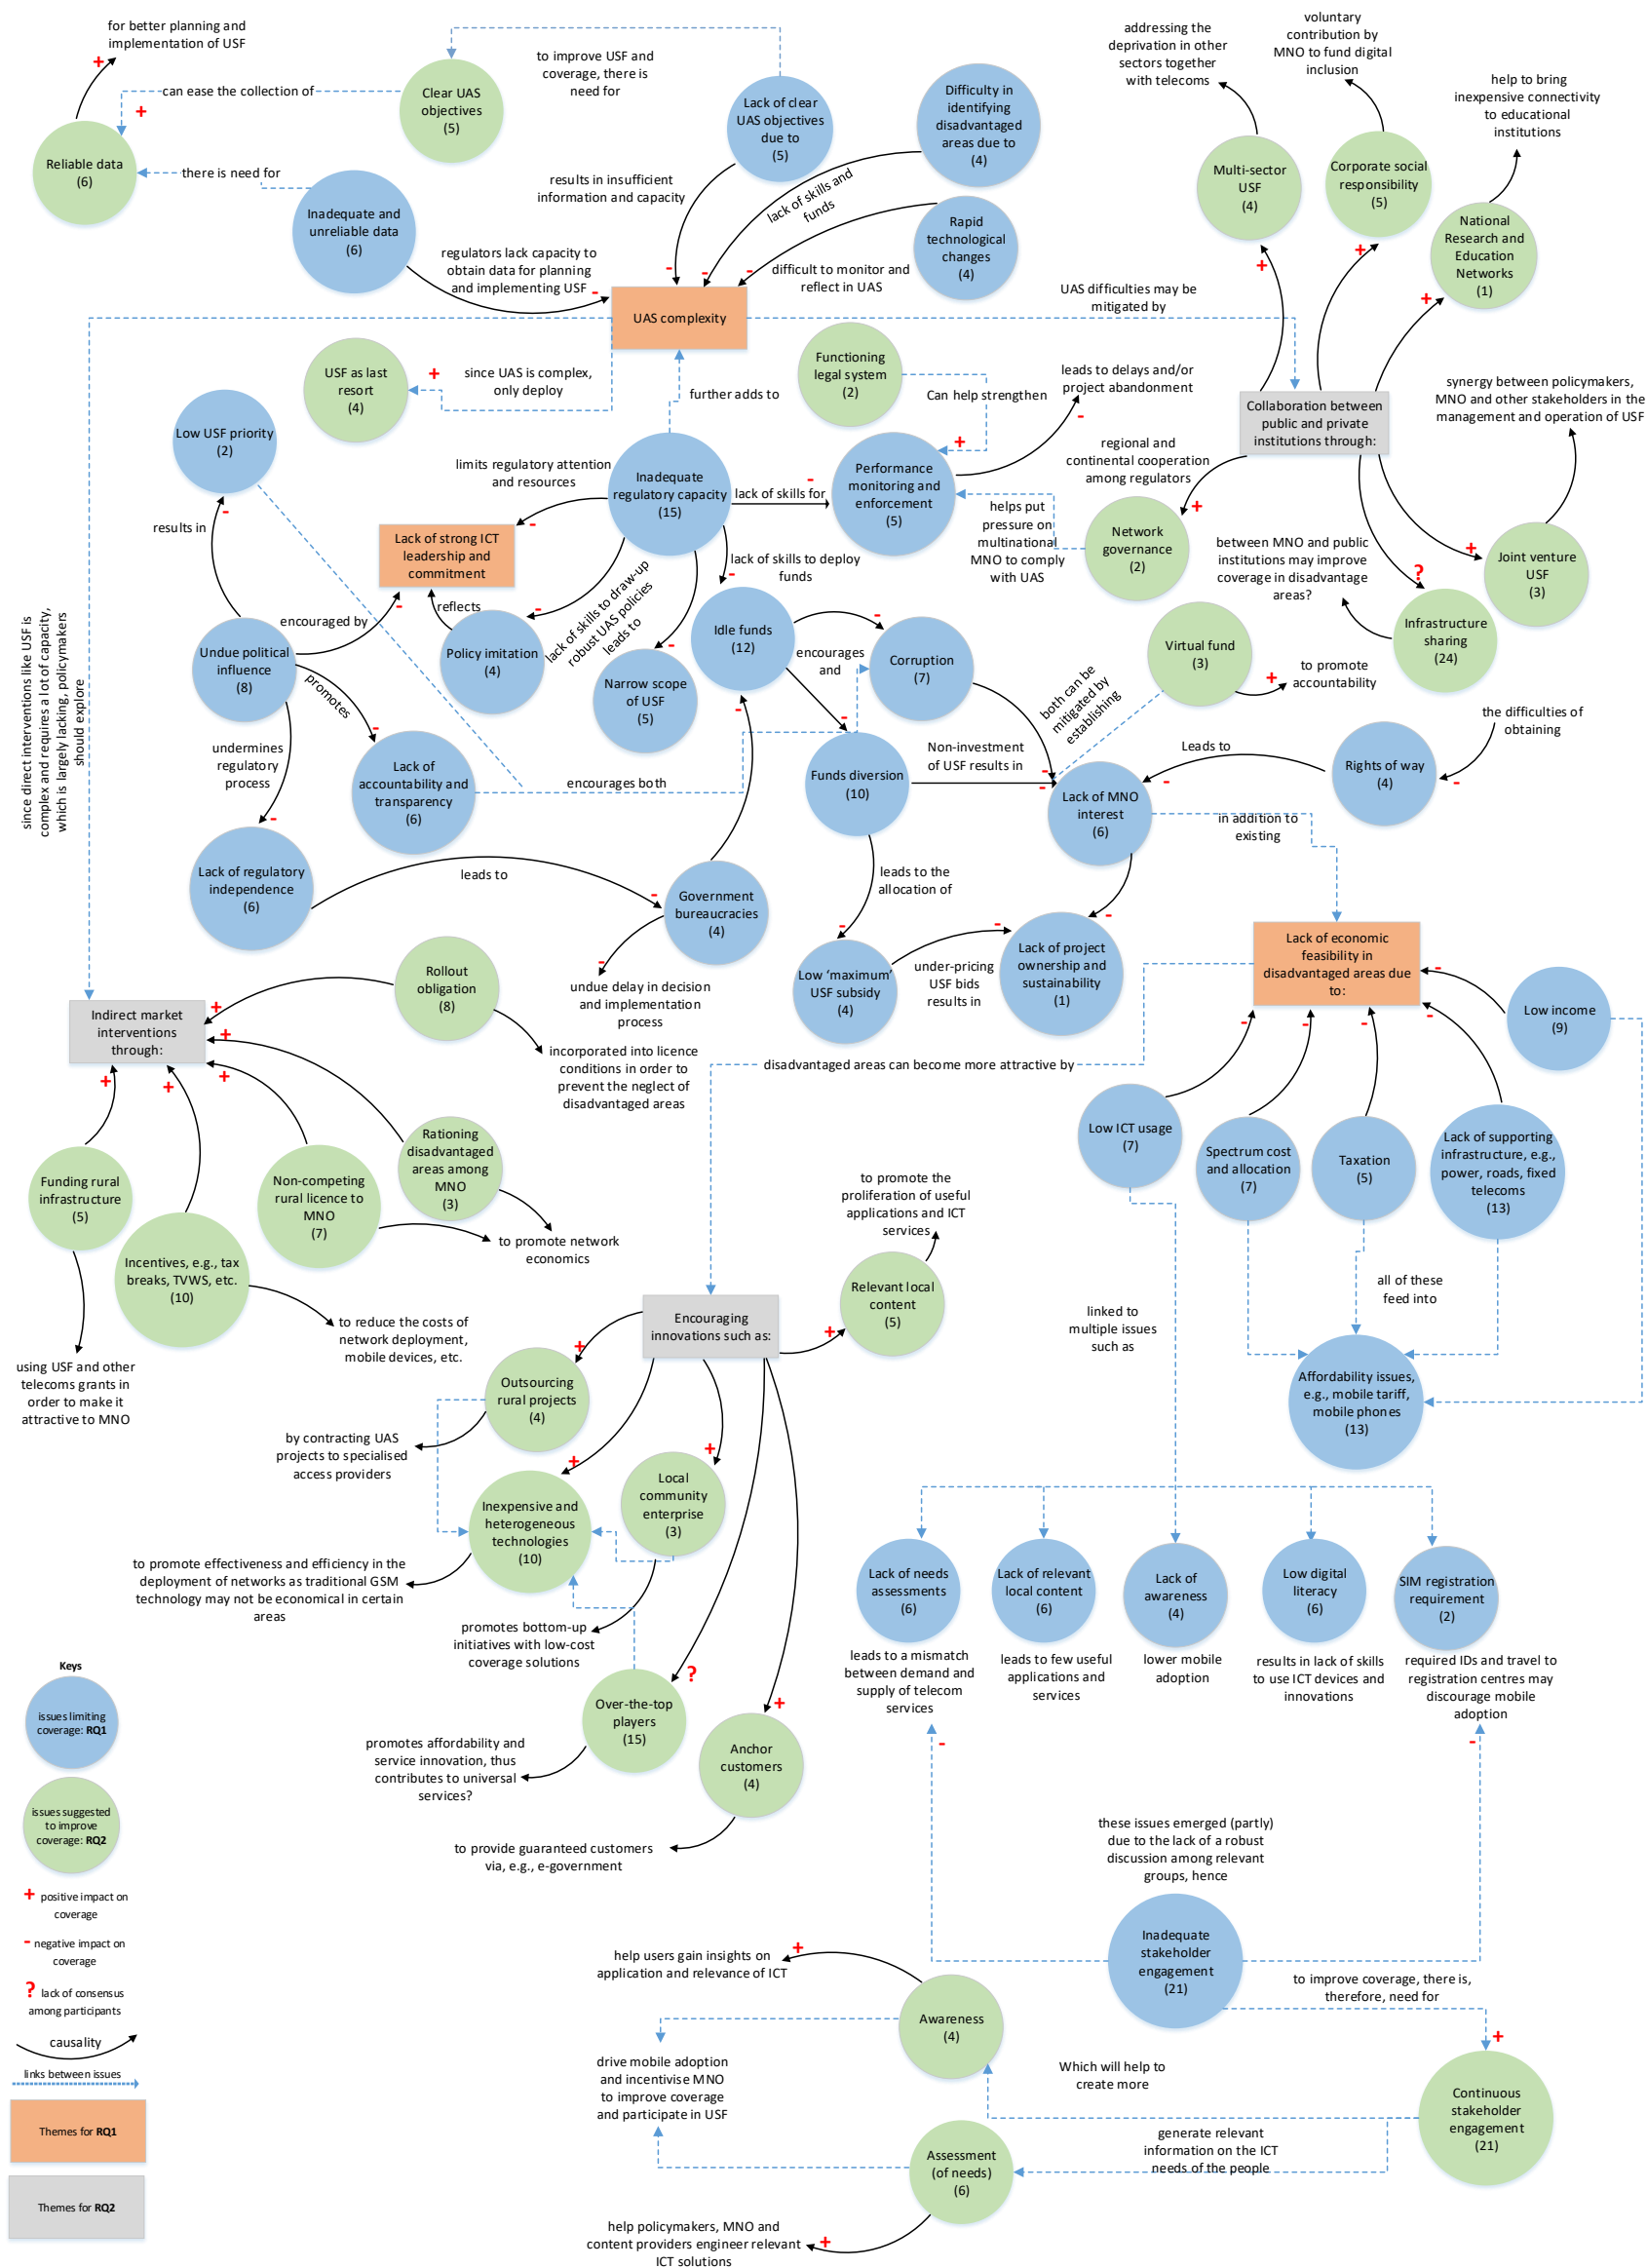 for better planning and
implementation of USF
can ease the collection of
Clear UAS
objectives
(5)
Reliable data
(6)
there is need for
to improve USF and
coverage, there is
need for
Lack of clear
UAS objectives
due to
(5)
Difficulty in
identifying
disadvantaged
areas due to
(4)
addressing the
deprivation in other
sectors together
with telecoms
voluntary
contribution by
MNO to fund digital
inclusion
help to bring
inexpensive connectivity
to educational
institutions
Multi-sector
USF
(4)
Corporate social
responsibility
(5)
National
Research and
Education
Networks
(1)
Inadequate and
unreliable data
(6)
results in insufficient
information and capacity
lack of skills and
funds
Rapid
technological
changes
(4)
regulators lack capacity to
obtain data for planning
and implementing USF
difficult to monitor and
reflect in UAS
UAS complexity
UAS difficulties may be
mitigated by
USF as last
resort
(4)
since UAS is complex,
only deploy
further adds to
Functioning
legal system
(2)
Can help strengthen
leads to delays and/or
project abandonment
Collaboration between
public and private
institutions through:
synergy between policymakers,
MNO and other stakeholders in the
management and operation of USF
Low USF priority
(2)
limits regulatory attention
and resources
Inadequate
regulatory capacity
(15)
lack of skills for
Performance
monitoring and
enforcement
(5)
regional and
continental cooperation
among regulators
results in
Lack of strong ICT
leadership and
commitment
lack of skills to deploy
funds
helps put
pressure on
multinational
MNO to comply
with UAS
Network
governance
(2)
between MNO and public
institutions may improve
coverage in disadvantage
areas?
Joint venture
USF
(3)
encouraged by
reflects
Policy imitation
(4)
lack of skills to draw-up
robust UAS policies
leads to
Idle funds
(12)
encourages
and
Corruption
(7)
Virtual fund
(3)
Infrastructure
sharing
(24)
to promote
accountability
Undue political
influence
(8)
promotes
Narrow scope
of USF
(5)
both can be
mitigated by
establishing
the difficulties of
obtaining
since direct interventions like USF is
complex and requires a lot of capacity,
which is largely lacking, policymakers
should explore
undermines
regulatory
process
Lack of
accountability and
transparency
(6)
encourages both
Funds diversion
(10)
Non-investment
of USF results in
Lack of MNO
interest
(6)
Leads to
Rights of way
(4)
in addition to
existing
Lack of regulatory
independence
(6)
leads to
Government
bureaucracies
(4)
leads to the
allocation of
undue delay in decision
and implementation
process
Low ‘maximum’
USF subsidy
(4)
under-pricing
USF bids
results in
Lack of project
ownership and
sustainability
(1)
Lack of economic
feasibility in
disadvantaged areas due
to:
Low income
(9)
Rollout
obligation
(8)
Indirect market
interventions
through:
incorporated into licence
conditions in order to
prevent the neglect of
disadvantaged areas
disadvantaged areas can become more attractive by
Low ICT usage
(7)
Spectrum cost
and allocation
(7)
Taxation
(5)
Lack of supporting
infrastructure, e.g.,
power, roads, fixed
telecoms
(13)
Funding rural
infrastructure
(5)
Non-competing
rural licence to
MNO
(7)
Rationing
disadvantaged
areas among
MNO
(3)
to promote network
economics
Incentives, e.g., tax
breaks, TVWS, etc.
(10)
to reduce the costs of
network deployment,
mobile devices, etc.
using USF and other
telecoms grants in
order to make it
attractive to MNO
to promote the
proliferation of useful
applications and ICT
services
Relevant local
content
(5)
Encouraging
innovations such as:
linked to
multiple issues
such as
all of these
feed into
Affordability issues,
e.g., mobile tariff,
mobile phones
(13)
Outsourcing
rural projects
(4)
by contracting UAS
projects to specialised
access providers
Local
community
enterprise
(3)
Inexpensive and
heterogeneous
technologies
(10)
to promote effectiveness and efficiency in the
deployment of networks as traditional GSM
technology may not be economical in certain
areas
promotes bottom-up
initiatives with low-cost
coverage solutions
Lack of needs
assessments
(6)
Lack of relevant
local content
(6)
Lack of
awareness
(4)
Low digital
literacy
(6)
SIM registration
requirement
(2)
leads to a mismatch
between demand and
supply of telecom
services
leads to few useful
applications and
services
lower mobile
adoption
results in lack of skills
to use ICT devices and
innovations
required IDs and travel to
registration centres may
discourage mobile
adoption
Over-the-top
players
(15)
promotes affordability and
service innovation, thus
contributes to universal
services?
Anchor
customers
(4)
to provide guaranteed customers
via, e.g., e-government
Keys
issues limiting
coverage: RQ1
issues suggested
to improve
coverage: RQ2
+ positive impact on
coverage
- negative impact on
coverage
? lack of consensus
among participants
causality
links between issues
Themes for RQ1
Themes for RQ2
these issues emerged (partly)
due to the lack of a robust
discussion among relevant
groups, hence
Inadequate
stakeholder
engagement
(21)
to improve coverage, there is,
therefore, need for
help users gain insights on
application and relevance of ICT
Awareness
(4)
drive mobile adoption
and incentivise MNO
to improve coverage
and participate in USF
Which will help to
create more
Continuous
stakeholder
engagement
(21)
generate relevant
information on the ICT
needs of the people
Assessment
(of needs)
(6)
help policymakers, MNO and
content providers engineer relevant
ICT solutions